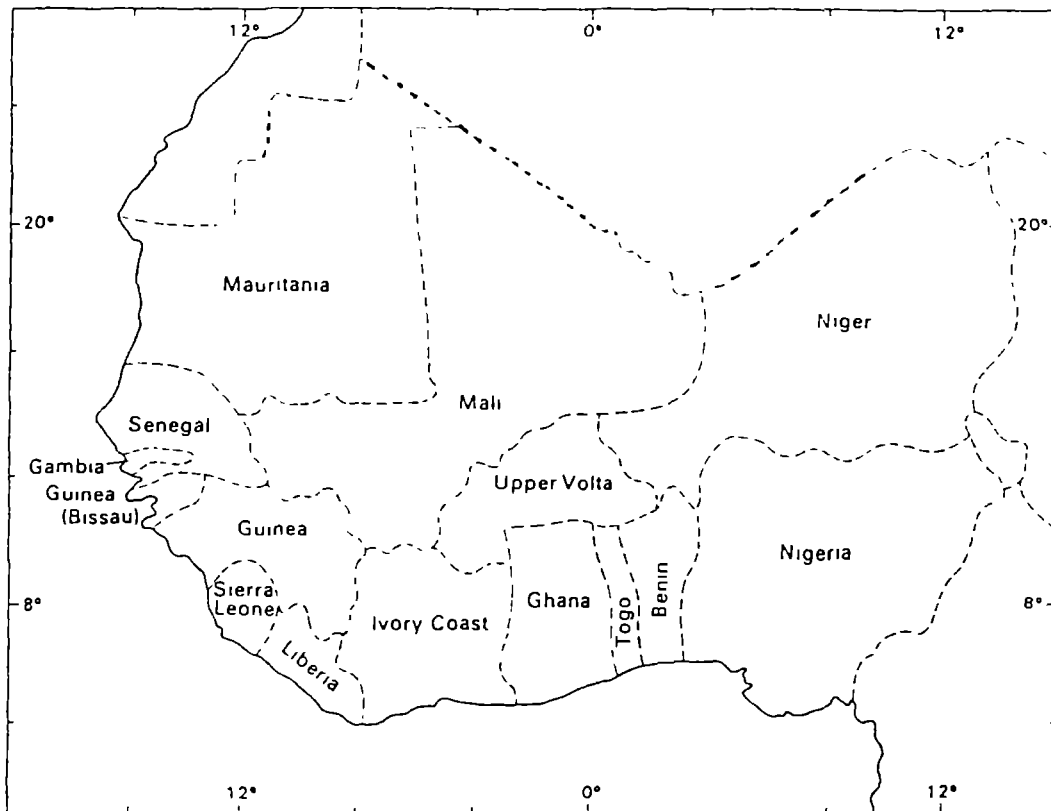 12°
0°
12°
20°
20°
Mauritania
Niger
Mali
Senegal
Gambia
Guinea
(Bissau)
Upper Volta
Guinea
Nigeria
Sierra
Leone
Liberia
Ivory Coast
Ghana
Togo
Benin
8°
8°
12°
0°
12°